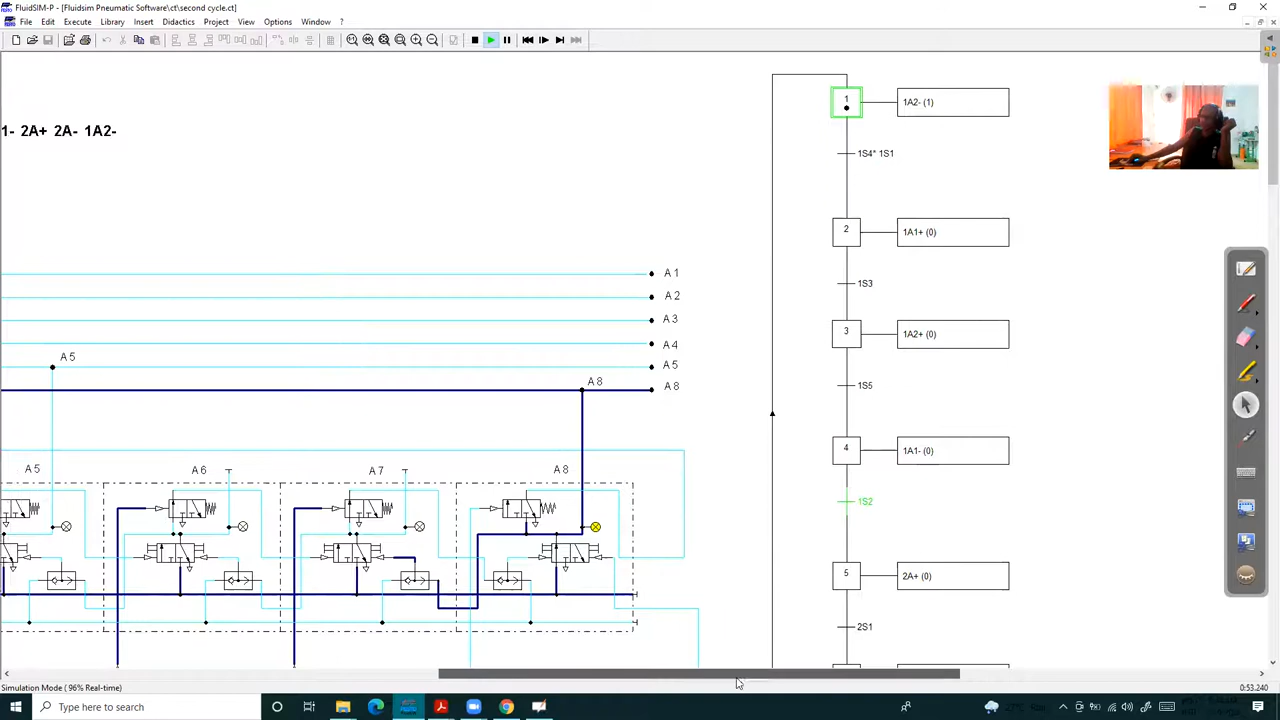 FluidSIM-P - [Fluidsim Pneumatic Software\ct\second cycle.ct]
File Edit Execute Library Insert Didactics Project View Options Window ?
1- 2A+ 2A- 1A2-
1 1A2- (1)
1S4* 1S1
2 1A1+ (0)
1S3
3 1A2+ (0)
1S5
4 1A1- (0)
1S2
5 2A+ (0)
2S1
A 1
A 2
A 3
A 4
A 5 A 5
A 8 A 8
A 5 A 6 A 7 A 8
Simulation Mode ( 96% Real-time) 0:53.240
Type here to search